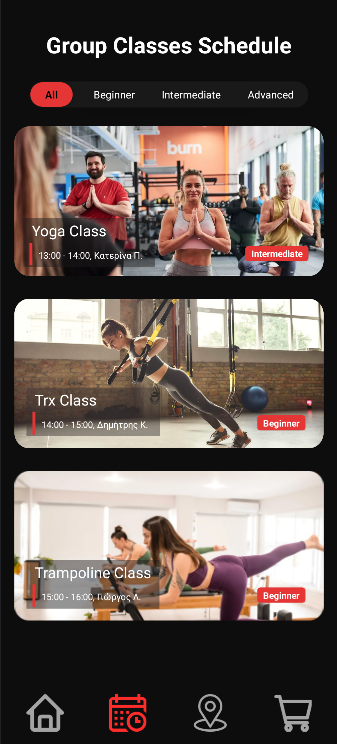 Group Classes Schedule
All Beginner Intermediate Advanced
burn
Yoga Class
13:00 - 14:00, Κατερίνα Π.
Intermediate
Trx Class
14:00 - 15:00, Δημήτρης Κ.
Beginner
Trampoline Class
15:00 - 16:00, Γιώργος Λ.
Beginner